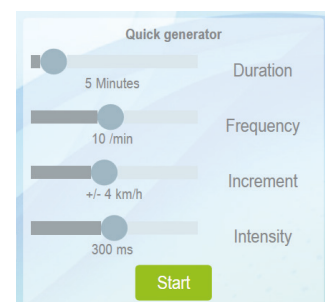 Quick generator
Duration
5 Minutes
Frequency
10 /min
Increment
+/- 4 km/h
Intensity
300 ms
Start